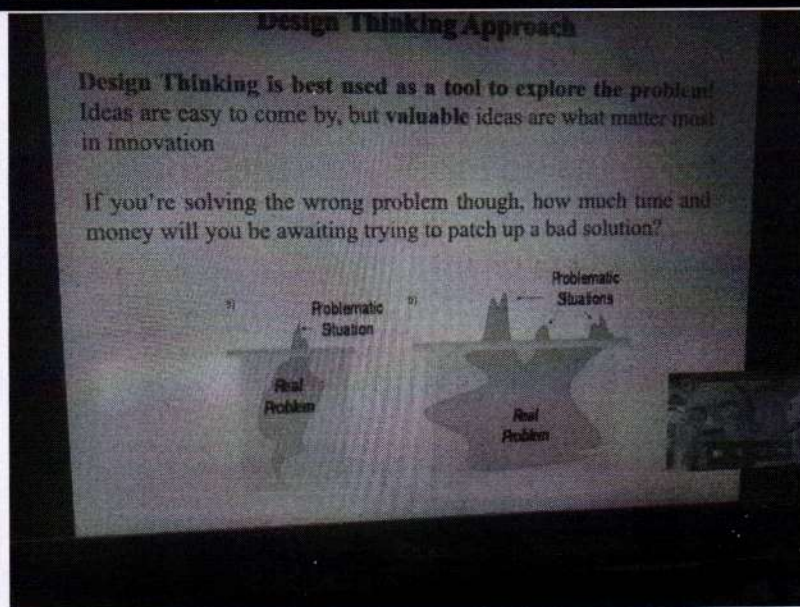 Design Thinking Approach
Design Thinking is best used as a tool to explore the problem!
Ideas are easy to come by, but valuable ideas are what matter most
in innovation
If you're solving the wrong problem though, how much time and
money will you be awaiting trying to patch up a bad solution?
a)
Problematic
Situation
Real
Problem
b)
Problematic
Situations
Real
Problem